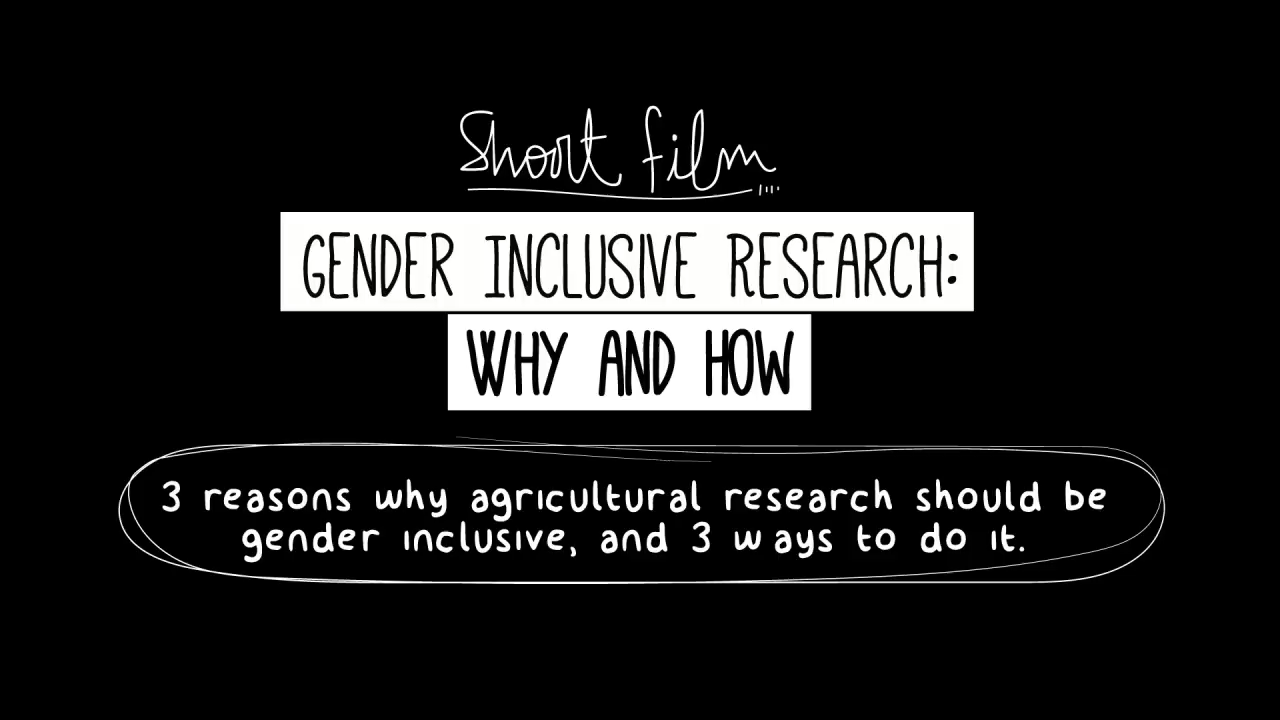 Short film
GENDER INCLUSIVE RESEARCH:
WHY AND HOW
3 reasons why agricultural research should be
gender inclusive, and 3 ways to do it.